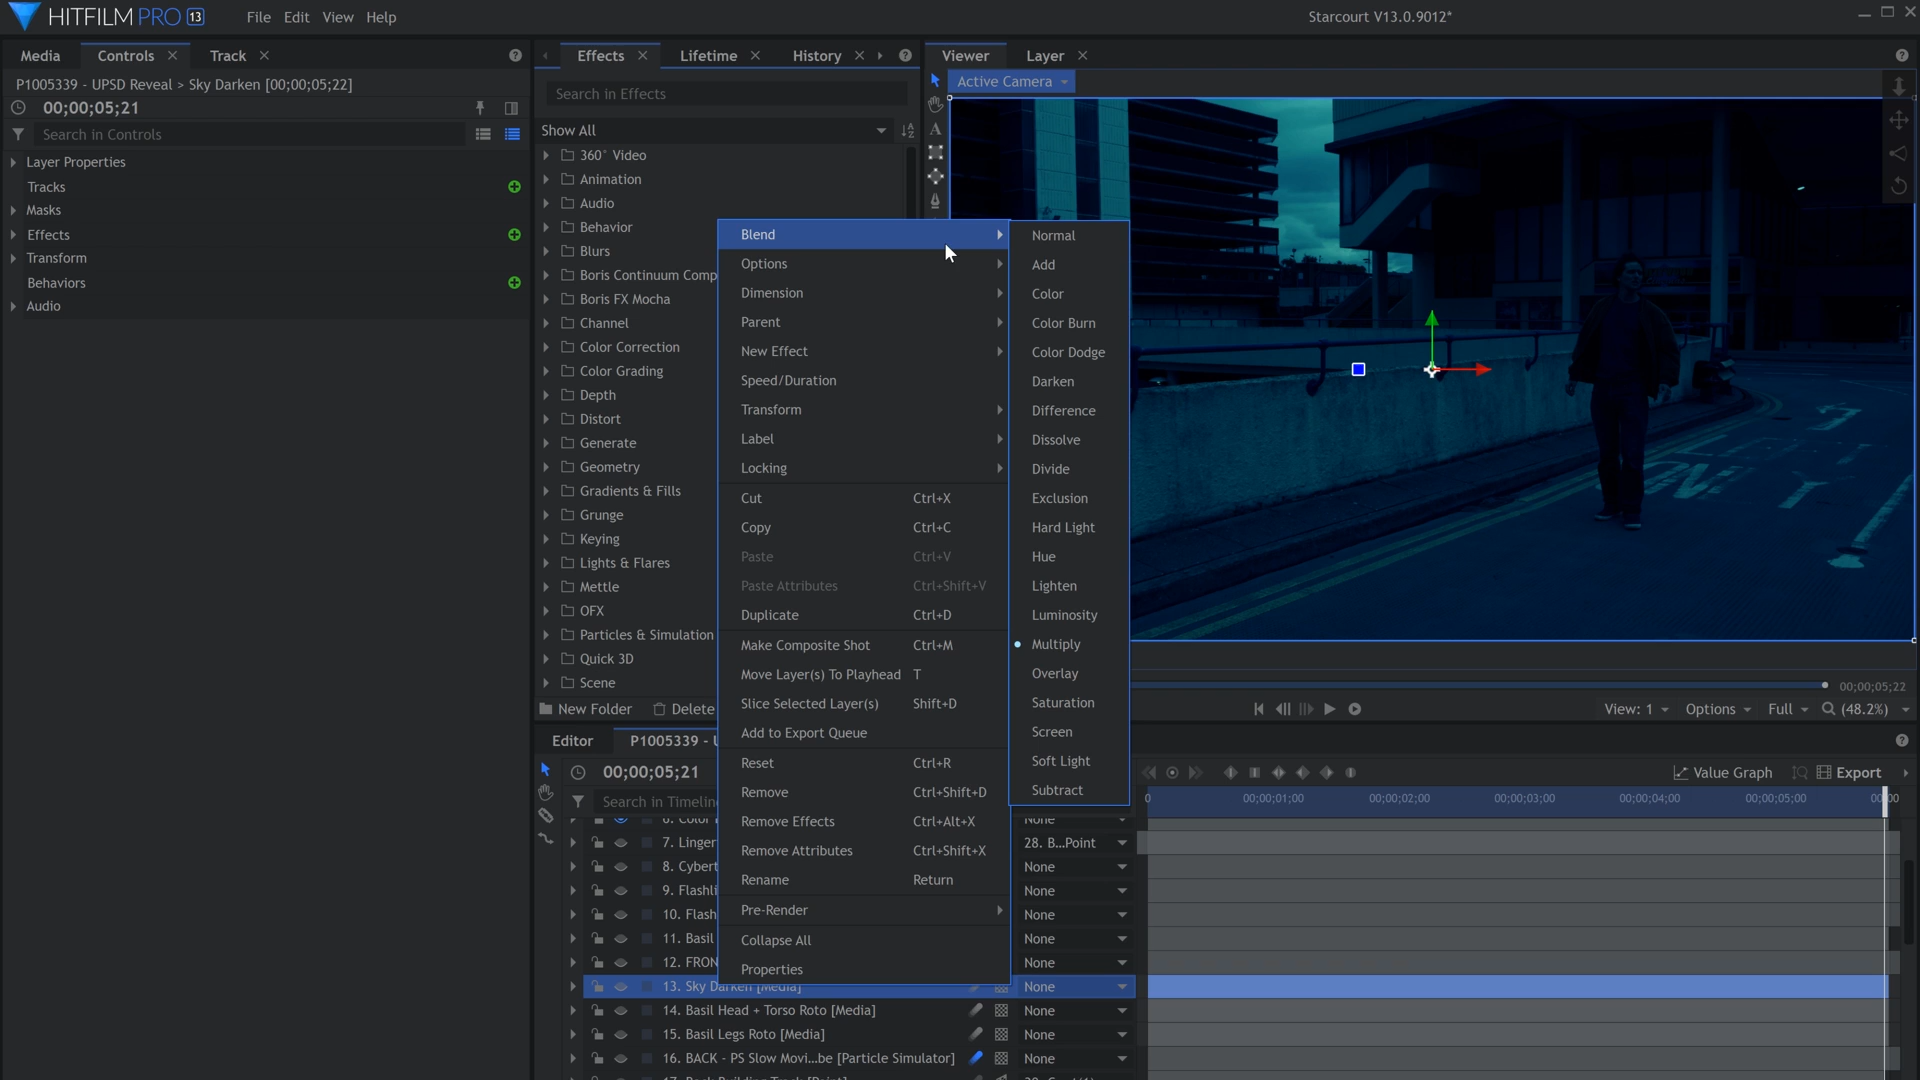 HITFILM PRO 13
File Edit View Help
Starcourt V13.0.9012*
Media Controls Track
Effects Lifetime History
Viewer Layer
P1005339 - UPSD Reveal > Sky Darken [00;00;05;22]
00;00;05;21
Search in Controls
Layer Properties
Tracks
Masks
Effects
Transform
Behaviors
Audio
Search in Effects
Show All
360° Video
Animation
Audio
Behavior
Blurs
Boris Continuum Comp
Boris FX Mocha
Channel
Color Correction
Color Grading
Depth
Distort
Generate
Geometry
Gradients & Fills
Grunge
Keying
Lights & Flares
Mettle
OFX
Particles & Simulation
Quick 3D
Scene
New Folder Delete
Active Camera
Blend
Options
Dimension
Parent
New Effect
Speed/Duration
Transform
Label
Locking
Cut Ctrl+X
Copy Ctrl+C
Paste Ctrl+V
Paste Attributes Ctrl+Shift+V
Duplicate Ctrl+D
Make Composite Shot Ctrl+M
Move Layer(s) To Playhead T
Slice Selected Layer(s) Shift+D
Add to Export Queue
Reset Ctrl+R
Remove Ctrl+Shift+D
Remove Effects Ctrl+Alt+X
Remove Attributes Ctrl+Shift+X
Rename Return
Pre-Render
Collapse All
Properties
Normal
Add
Color
Color Burn
Color Dodge
Darken
Difference
Dissolve
Divide
Exclusion
Hard Light
Hue
Lighten
Luminosity
Multiply
Overlay
Saturation
Screen
Soft Light
Subtract
00;00;05;22
View: 1 Options Full (48.2%)
Editor P1005339 - U
00;00;05;21
Value Graph Export
Search in Timeline
0 00;00;01;00 00;00;02;00 00;00;03;00 00;00;04;00 00;00;05;00
None
7. Linger 28. B...Point
8. Cybert None
9. Flashli None
10. Flash None
11. Basil None
12. FRON None
13. Sky Darken [Media] None
14. Basil Head + Torso Roto [Media] None
15. Basil Legs Roto [Media] None
16. BACK - PS Slow Movi...be [Particle Simulator] None